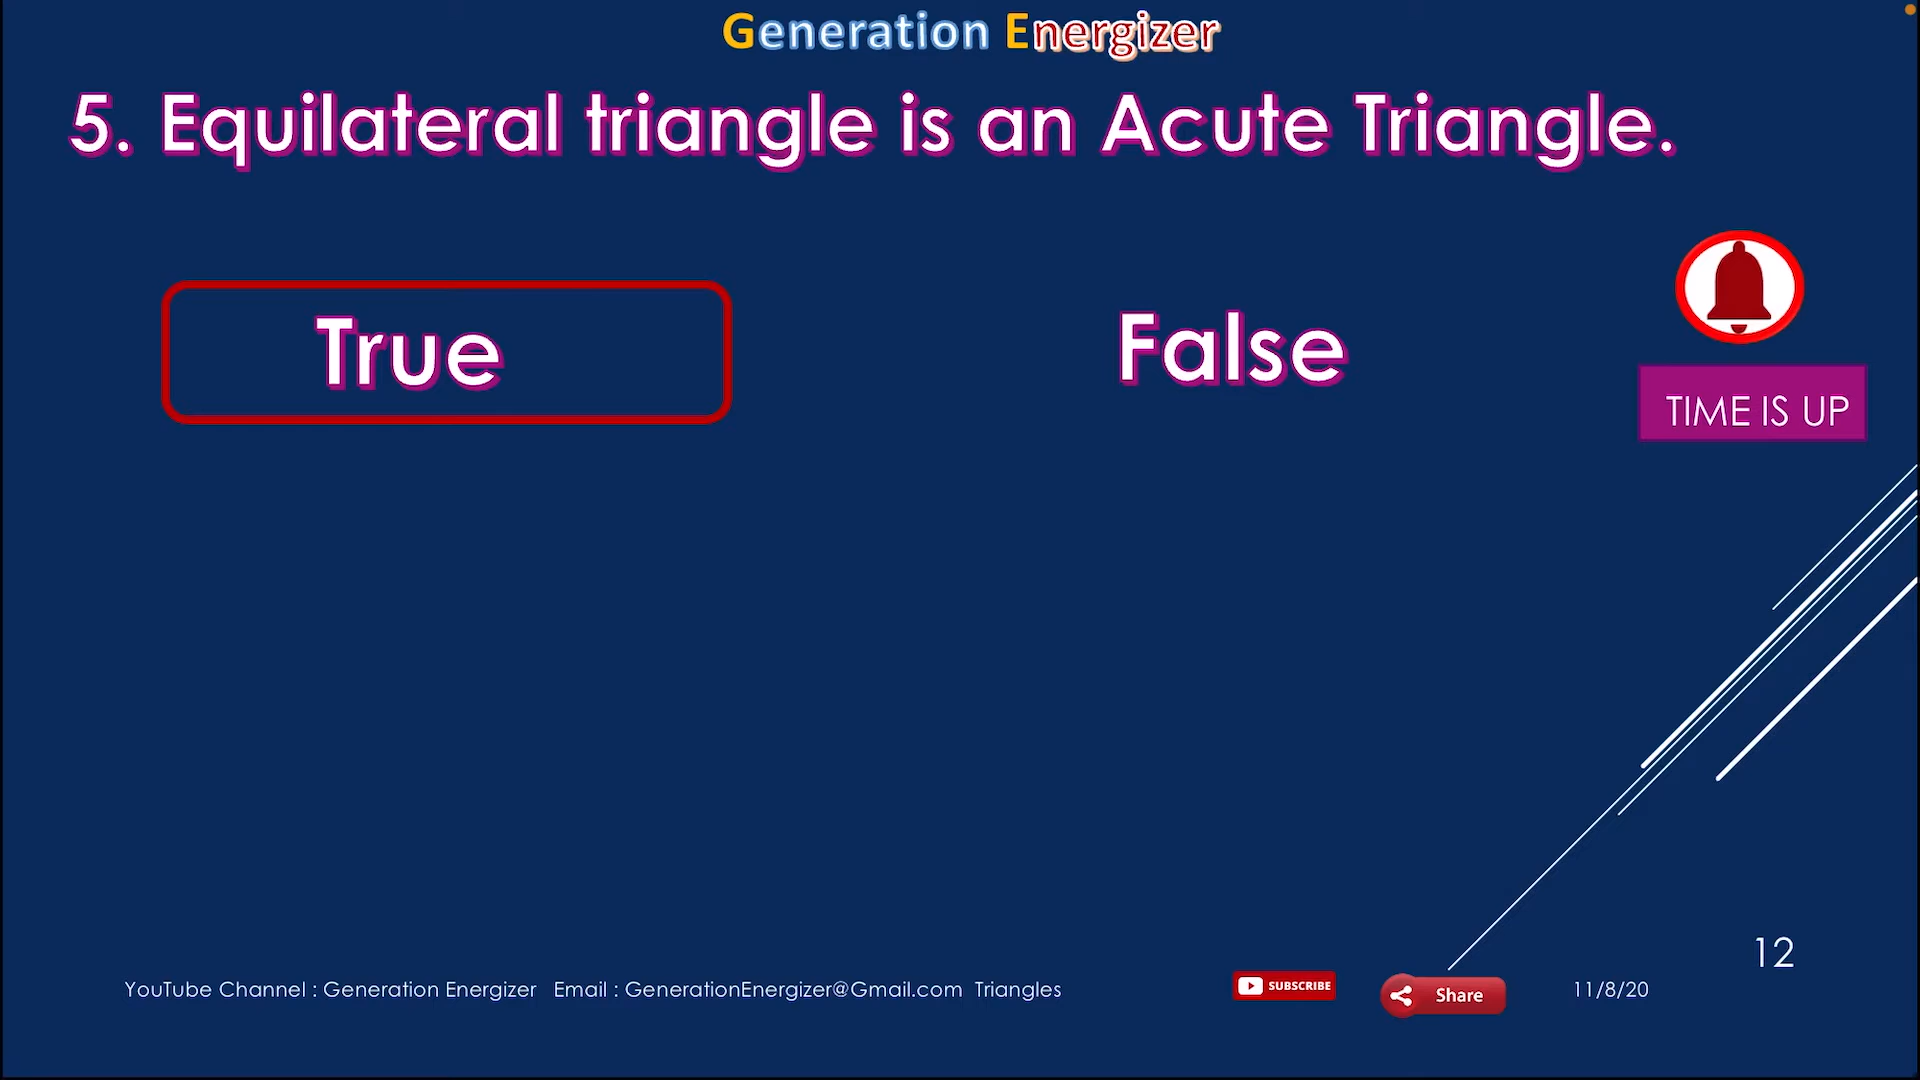 Generation Energizer
5. Equilateral triangle is an Acute Triangle.
True
False
TIME IS UP
12
YouTube Channel : Generation Energizer Email : GenerationEnergizer@Gmail.com Triangles
SUBSCRIBE
Share
11/8/20